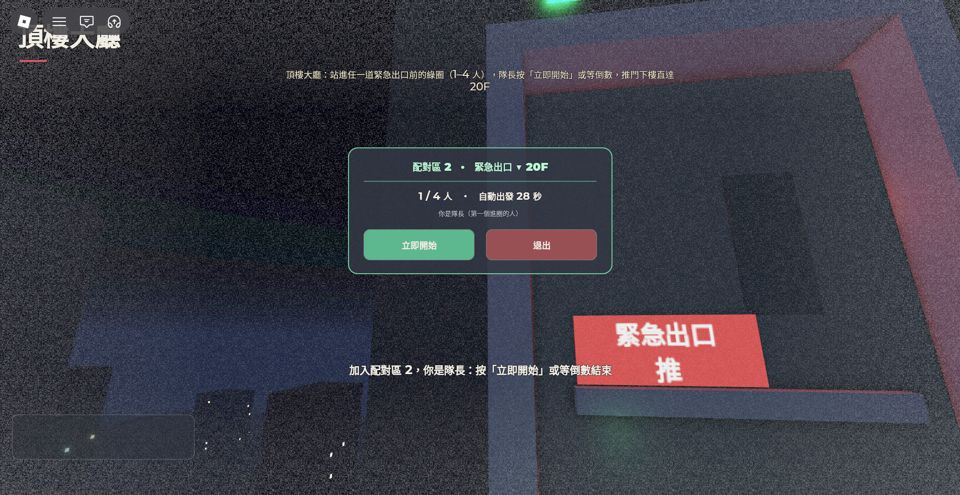 頂樓大廳
頂樓大廳：站進任一道緊急出口前的綠圈（1–4 人），隊長按「立即開始」或等倒數，推門下樓直達
20F
配對區 2 • 緊急出口 ▼ 20F
1 / 4 人 • 自動出發 28 秒
你是隊長（第一個進圈的人）
立即開始
退出
緊急出口
推
加入配對區 2，你是隊長：按「立即開始」或等倒數結束